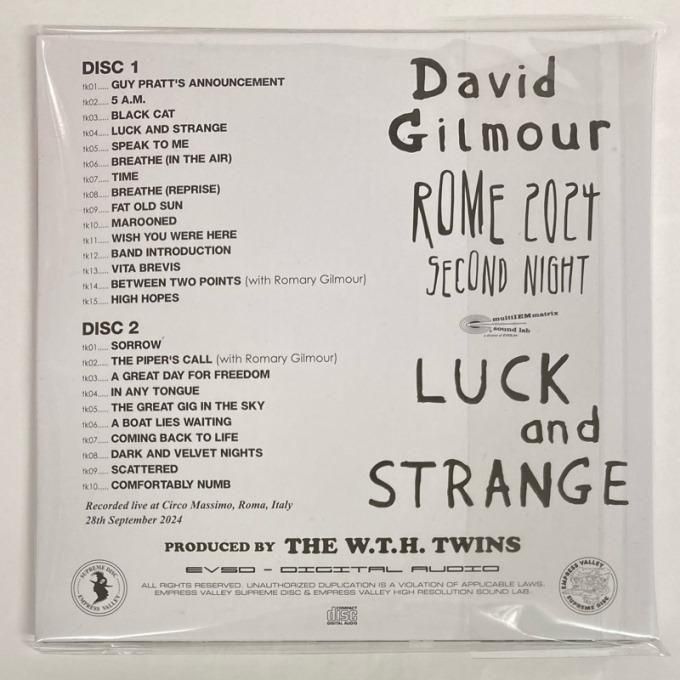 DISC 1
tk01..... GUY PRATT'S ANNOUNCEMENT
tk02..... 5 A.M.
tk03..... BLACK CAT
tk04..... LUCK AND STRANGE
tk05..... SPEAK TO ME
tk06..... BREATHE (IN THE AIR)
tk07..... TIME
tk08..... BREATHE (REPRISE)
tk09..... FAT OLD SUN
tk10..... MAROONED
tk11..... WISH YOU WERE HERE
tk12..... BAND INTRODUCTION
tk13..... VITA BREVIS
tk14..... BETWEEN TWO POINTS (with Romary Gilmour)
tk15..... HIGH HOPES
DISC 2
tk01..... SORROW
tk02..... THE PIPER'S CALL (with Romary Gilmour)
tk03..... A GREAT DAY FOR FREEDOM
tk04..... IN ANY TONGUE
tk05..... THE GREAT GIG IN THE SKY
tk06..... A BOAT LIES WAITING
tk07..... COMING BACK TO LIFE
tk08..... DARK AND VELVET NIGHTS
tk09..... SCATTERED
tk10..... COMFORTABLY NUMB
Recorded live at Circo Massimo, Roma, Italy
28th September 2024
David
Gilmour
ROME 2024
SECOND NIGHT
multiIEMmatrix
sound lab
LUCK
and
STRANGE
PRODUCED BY THE W.T.H. TWINS
EVSD - DIGITAL AUDIO
ALL RIGHTS RESERVED. UNAUTHORIZED DUPLICATION IS A VIOLATION OF APPLICABLE LAWS.
EMPRESS VALLEY SUPREME DISC & EMPRESS VALLEY HIGH RESOLUTION SOUND LAB.
SUPREME DISC
EMPRESS VALLEY
COMPACT
disc
DIGITAL AUDIO
EMPRESS VALLEY
SUPREME DISC